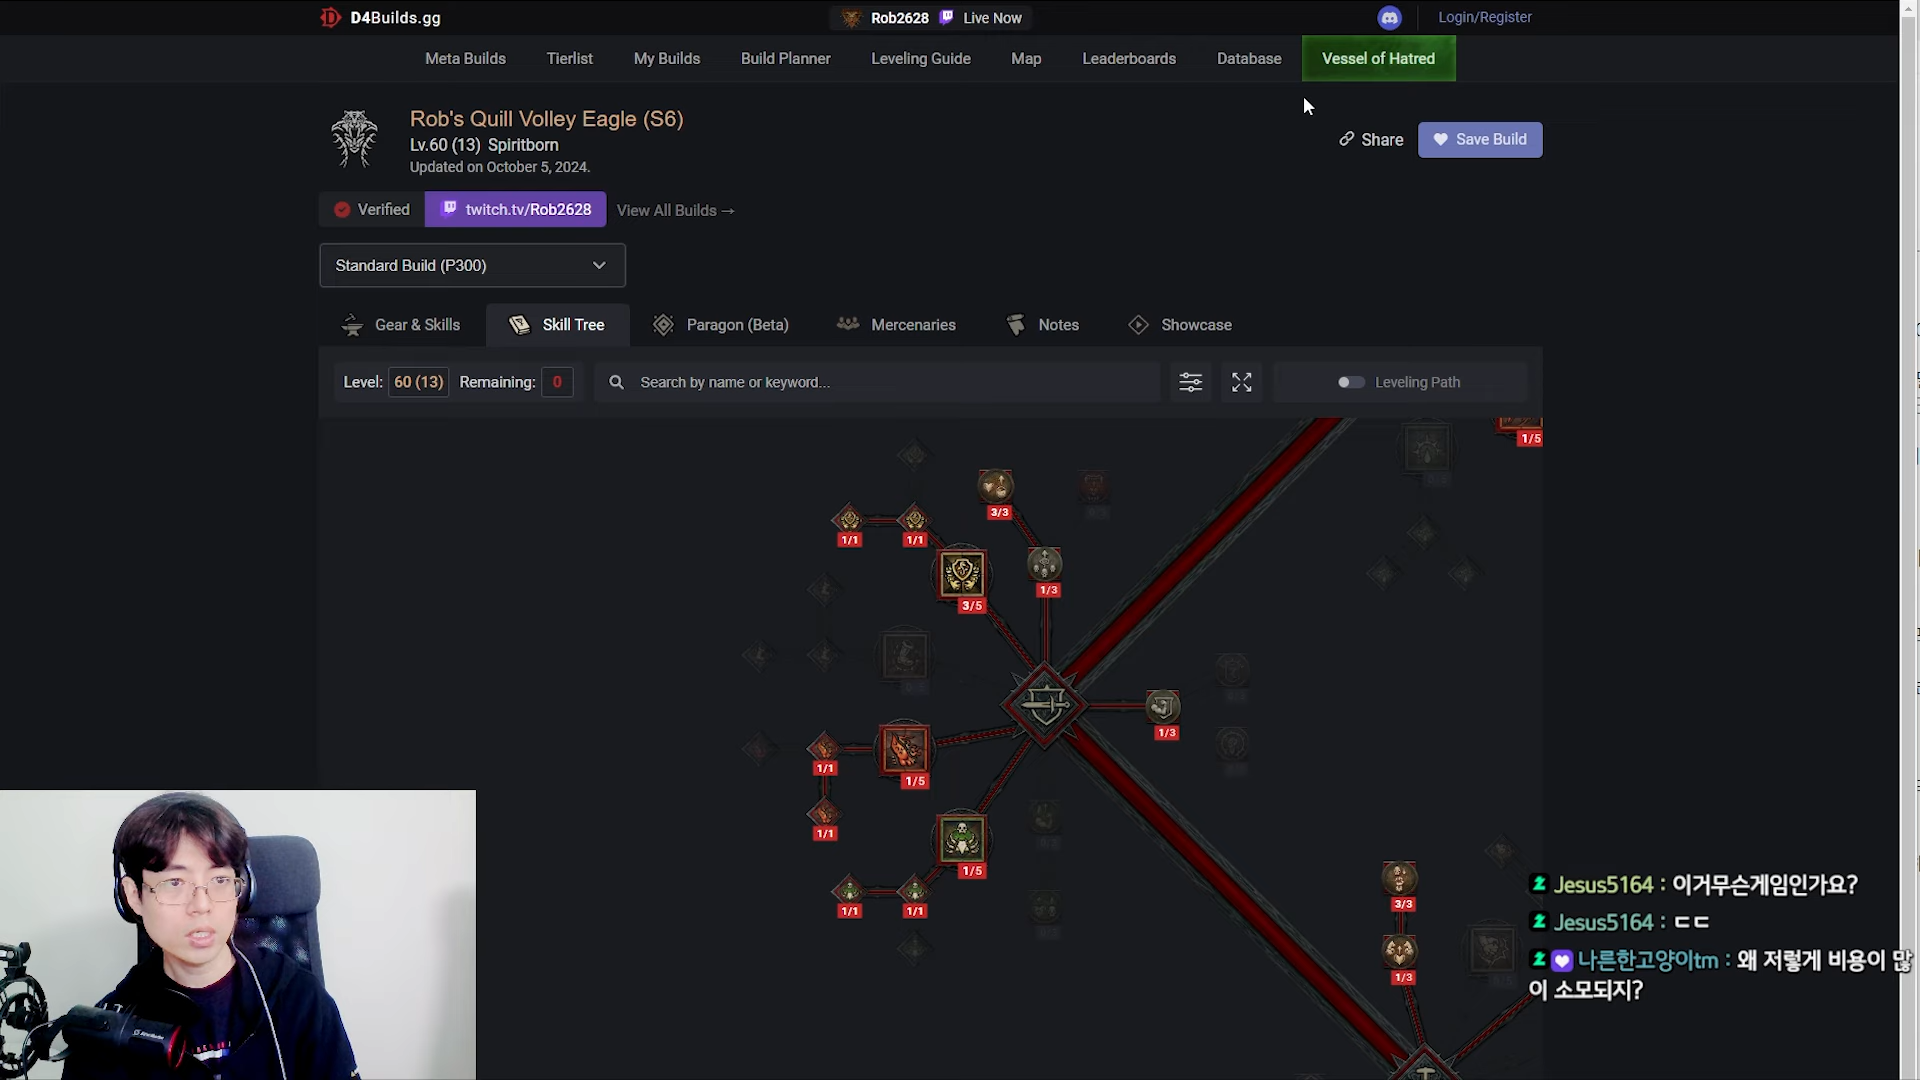 D4Builds.gg
Rob2628 Live Now
Login/Register
Meta Builds Tierlist My Builds Build Planner Leveling Guide Map Leaderboards Database Vessel of Hatred
Rob's Quill Volley Eagle (S6)
Lv.60 (13) Spiritborn
Updated on October 5, 2024.
Share
Save Build
Verified
twitch.tv/Rob2628
View All Builds →
Standard Build (P300)
Gear & Skills Skill Tree Paragon (Beta) Mercenaries Notes Showcase
Level: 60 (13) Remaining: 0
Search by name or keyword...
Leveling Path
1/5
3/3
1/1 1/1
1/3
3/5
1/3
1/1
1/5
1/1
1/5
1/1 1/1
3/3
1/3
Jesus5164 : 이거무슨게임인가요?
Jesus5164 : ㄷㄷ
나른한고양이tm : 왜 저렇게 비용이 많
이 소모되지?